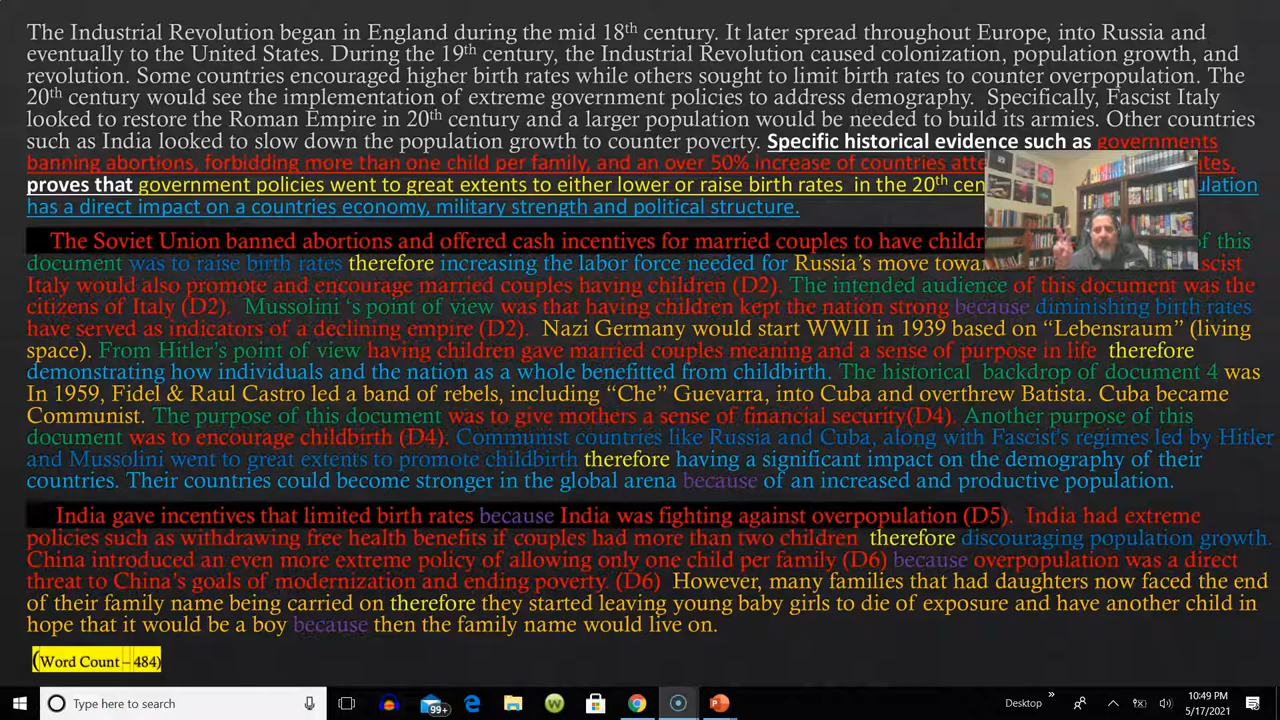 The Industrial Revolution began in England during the mid 18th century. It later spread throughout Europe, into Russia and
eventually to the United States. During the 19th century, the Industrial Revolution caused colonization, population growth, and
revolution. Some countries encouraged higher birth rates while others sought to limit birth rates to counter overpopulation. The
20th century would see the implementation of extreme government policies to address demography. Specifically, Fascist Italy
looked to restore the Roman Empire in 20th century and a larger population would be needed to build its armies. Other countries
such as India looked to slow down the population growth to counter poverty. Specific historical evidence such as governments
banning abortions, forbidding more than one child per family, and an over 50% increase of countries
proves that government policies went to great extents to either lower or raise birth rates in the 20th
has a direct impact on a countries economy, military strength and political structure.
The Soviet Union banned abortions and offered cash incentives for married couples to have of this
document was to raise birth rates therefore increasing the labor force needed for Russia's move
Italy would also promote and encourage married couples having children (D2). The intended audience of this document was the
citizens of Italy (D2). Mussolini 's point of view was that having children kept the nation strong because diminishing birth rates
have served as indicators of a declining empire (D2). Nazi Germany would start WWII in 1939 based on “Lebensraum” (living
space). From Hitler's point of view having children gave married couples meaning and a sense of purpose in life therefore
demonstrating how individuals and the nation as a whole benefitted from childbirth. The historical backdrop of document 4 was
In 1959, Fidel & Raul Castro led a band of rebels, including “Che” Guevarra, into Cuba and overthrew Batista. Cuba became
Communist. The purpose of this document was to give mothers a sense of financial security(D4). Another purpose of this
document was to encourage childbirth (D4). Communist countries like Russia and Cuba, along with Fascist's regimes led by Hitler
and Mussolini went to great extents to promote childbirth therefore having a significant impact on the demography of their
countries. Their countries could become stronger in the global arena because of an increased and productive population.
India gave incentives that limited birth rates because India was fighting against overpopulation (D5). India had extreme
policies such as withdrawing free health benefits if couples had more than two children therefore discouraging population growth.
China introduced an even more extreme policy of allowing only one child per family (D6) because overpopulation was a direct
threat to China's goals of modernization and ending poverty. (D6) However, many families that had daughters now faced the end
of their family name being carried on therefore they started leaving young baby girls to die of exposure and have another child in
hope that it would be a boy because then the family name would live on.
(Word Count – 484)
Type here to search
99+
Desktop
10:49 PM
5/17/2021